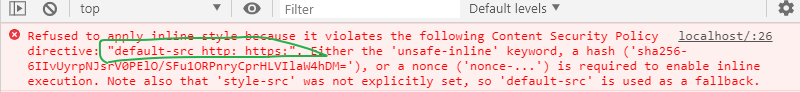 top Filter Default levels
Refused to apply inline style because it violates the following Content Security Policy localhost/:26
directive: "default-src http: https:". Either the 'unsafe-inline' keyword, a hash ('sha256-
6IIvUyrpNJsrV0PElO/SFu1ORPnryCprHLVIlaW4hDM='), or a nonce ('nonce-...') is required to enable inline
execution. Note also that 'style-src' was not explicitly set, so 'default-src' is used as a fallback.